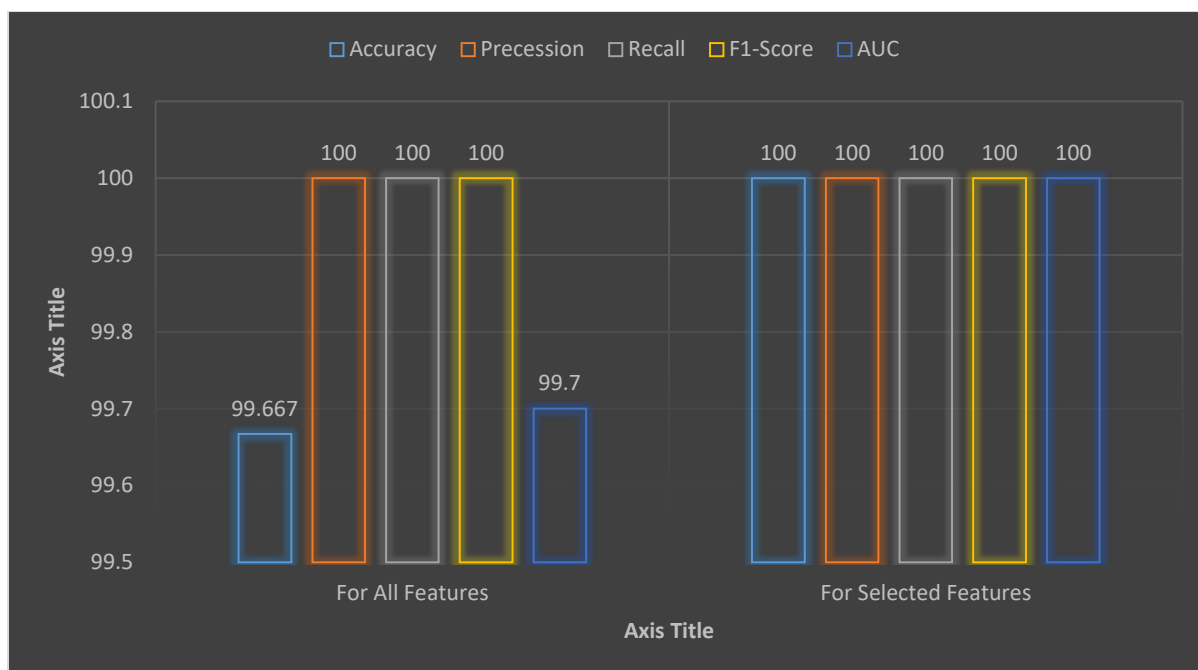 Accuracy Precession Recall F1-Score AUC
100.1
100
99.9
99.8
99.7
99.6
99.5
Axis Title
99.667 100 100 100 99.7
100 100 100 100 100
For All Features For Selected Features
Axis Title